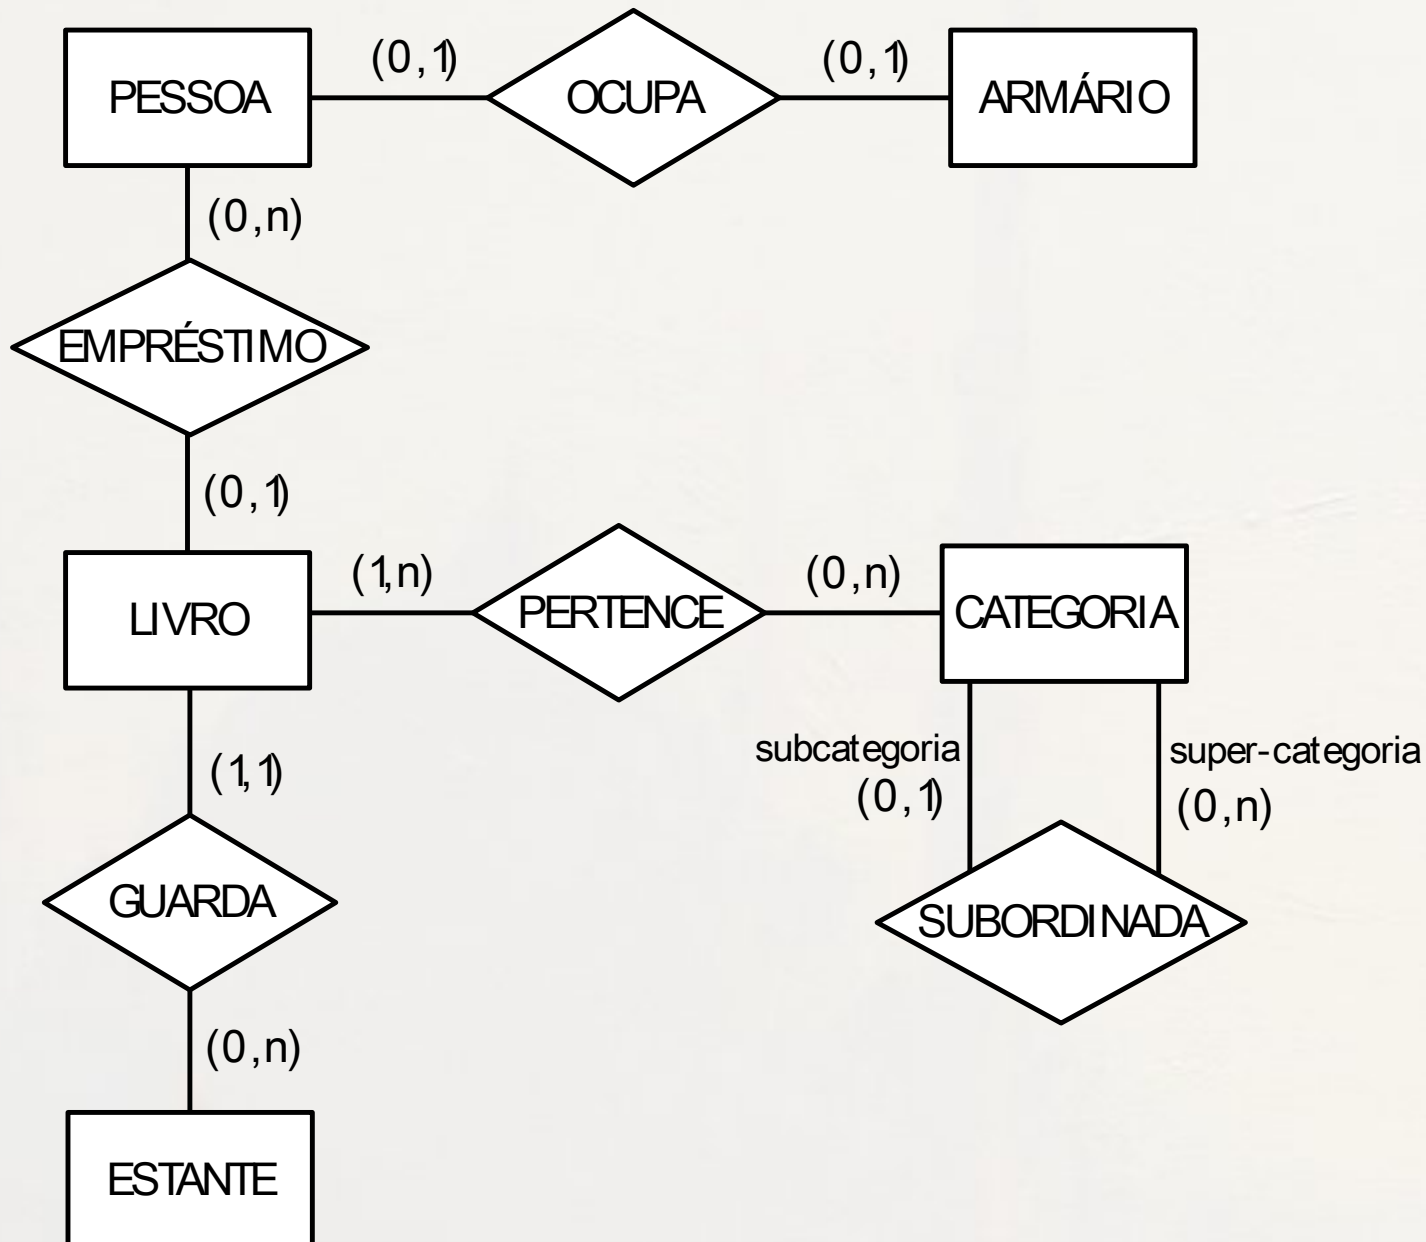 PESSOA
(0,1)
OCUPA
(0,1)
ARMÁRIO
(0,n)
EMPRÉSTIMO
(0,1)
LIVRO
(1,n)
PERTENCE
(0,n)
CATEGORIA
subcategoria
(0,1)
super-categoria
(0,n)
SUBORDINADA
(1,1)
GUARDA
(0,n)
ESTANTE